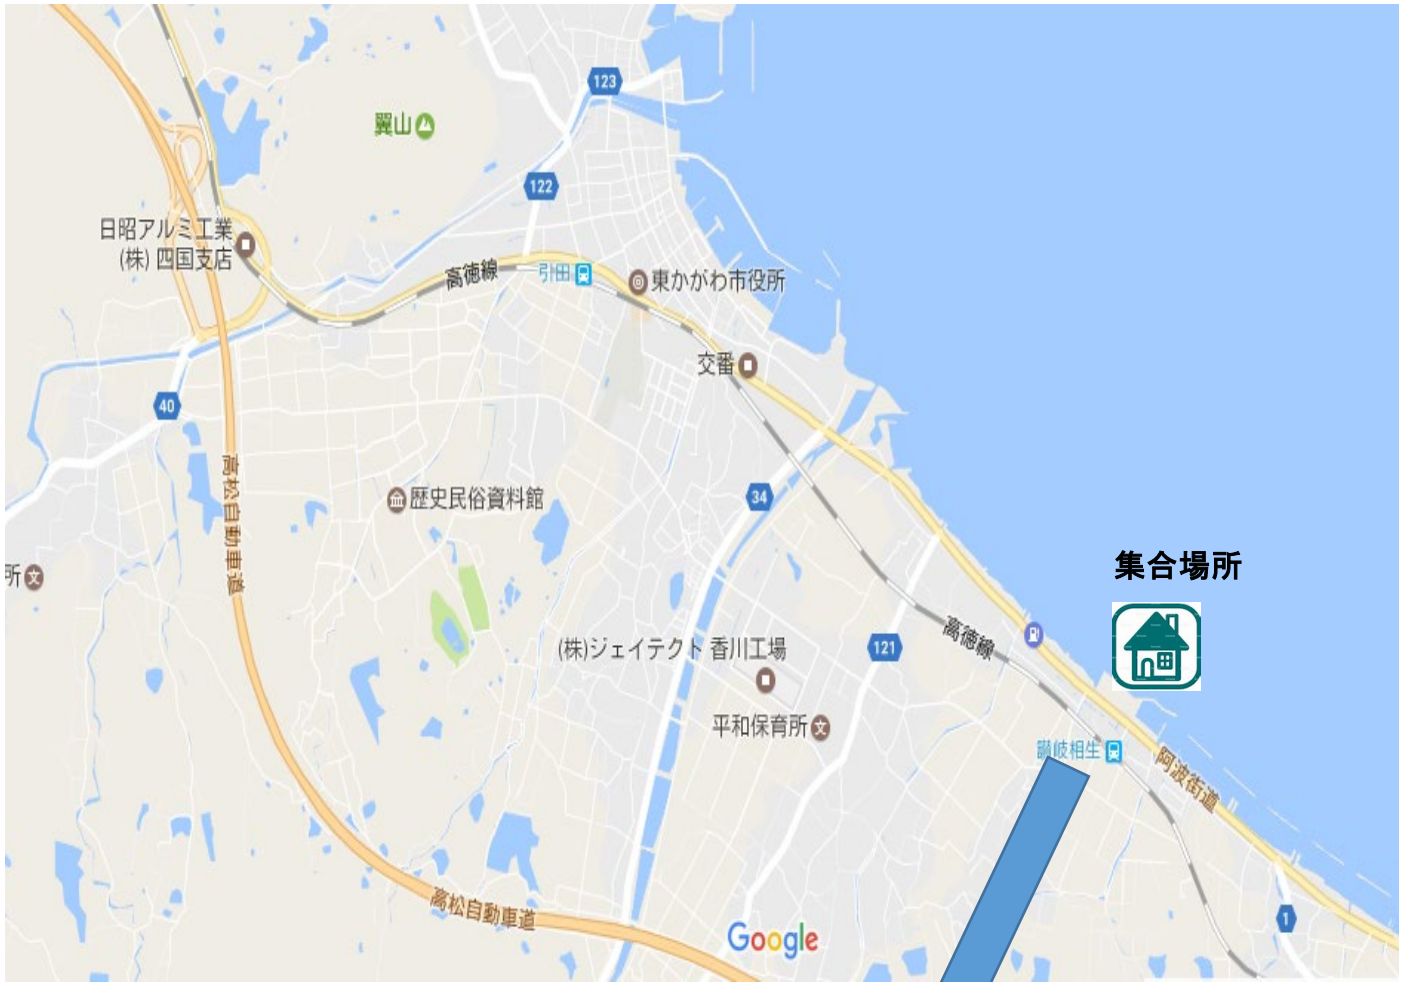 123
翼山
122
日昭アルミ工業
(株) 四国支店
高徳線
引田
東かがわ市役所
交番
40
高松自動車道
歴史民俗資料館
34
集合場所
所
文
(株)ジェイテクト 香川工場
121
高徳線
平和保育所
文
讃岐相生
阿波街道
高松自動車道
Google
1